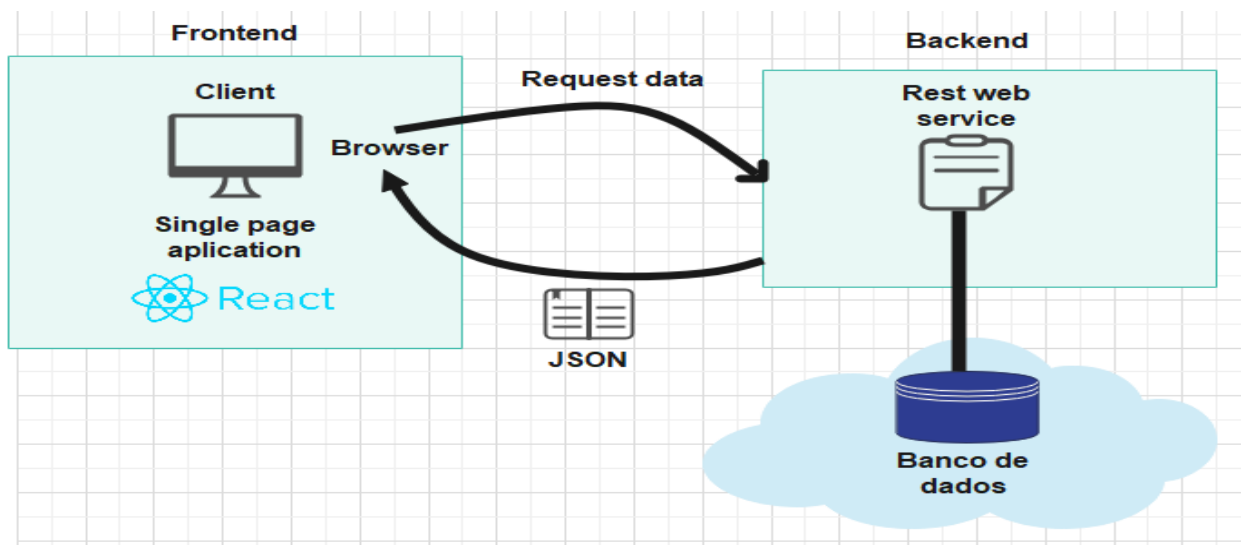 Frontend
Client
Browser
Single page
aplication
React
Request data
JSON
Backend
Rest web
service
Banco de
dados